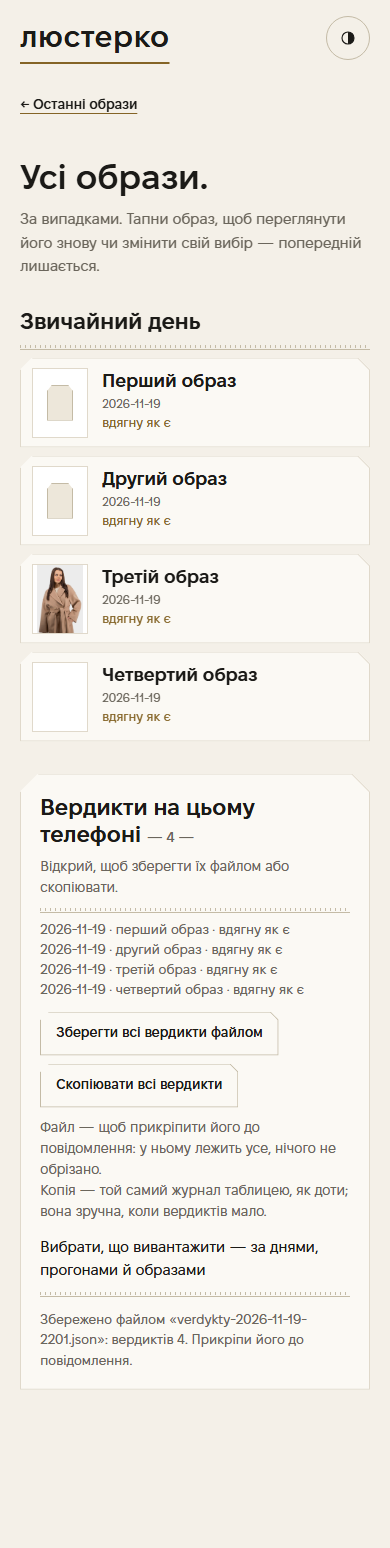 люстерко
← Останні образи
Усі образи.
За випадками. Тапни образ, щоб переглянути
його знову чи змінити свій вибір — попередній
лишається.
Звичайний день
Перший образ
2026-11-19
вдягну як є
Другий образ
2026-11-19
вдягну як є
Третій образ
2026-11-19
вдягну як є
Четвертий образ
2026-11-19
вдягну як є
Вердикти на цьому
телефоні — 4 —
Відкрий, щоб зберегти їх файлом або
скопіювати.
2026-11-19 · перший образ · вдягну як є
2026-11-19 · другий образ · вдягну як є
2026-11-19 · третій образ · вдягну як є
2026-11-19 · четвертий образ · вдягну як є
Зберегти всі вердикти файлом
Скопіювати всі вердикти
Файл — щоб прикріпити його до
повідомлення: у ньому лежить усе, нічого не
обрізано.
Копія — той самий журнал таблицею, як доти;
вона зручна, коли вердиктів мало.
Вибрати, що вивантажити — за днями,
прогонами й образами
Збережено файлом «verdykty-2026-11-19-
2201.json»: вердиктів 4. Прикріпи його до
повідомлення.